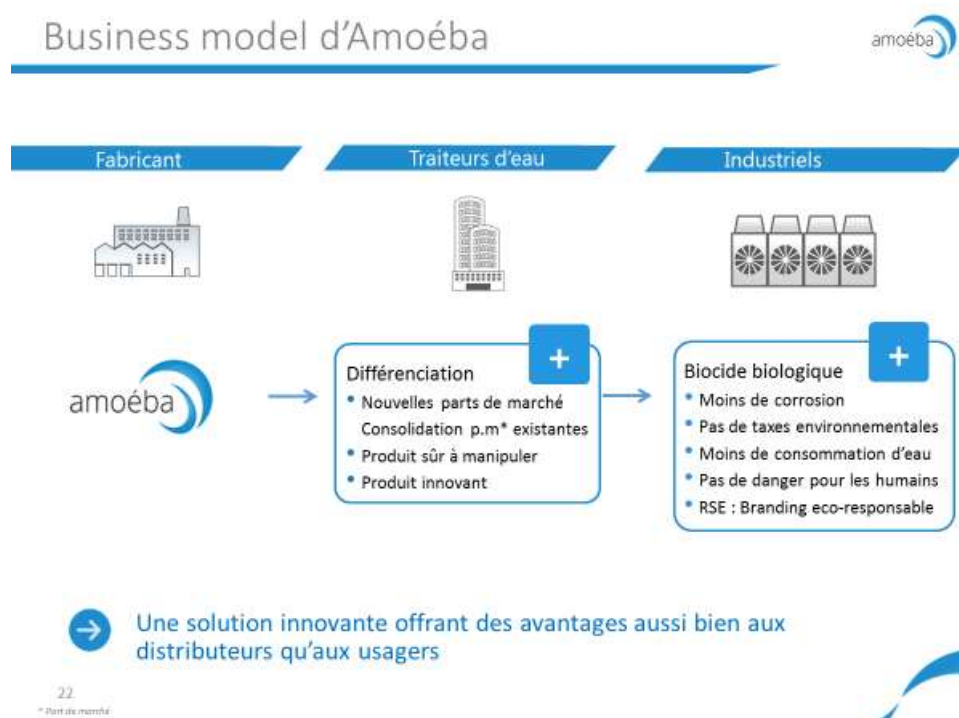 Business model d'Amoéba
amoéba
Fabricant
Traiteurs d'eau
Industriels
amoéba
+
Différenciation
• Nouvelles parts de marché
Consolidation p.m* existantes
• Produit sûr à manipuler
• Produit innovant
+
Biocide biologique
• Moins de corrosion
• Pas de taxes environnementales
• Moins de consommation d'eau
• Pas de danger pour les humains
• RSE : Branding eco-responsable
Une solution innovante offrant des avantages aussi bien aux
distributeurs qu'aux usagers
22
* Part de marché